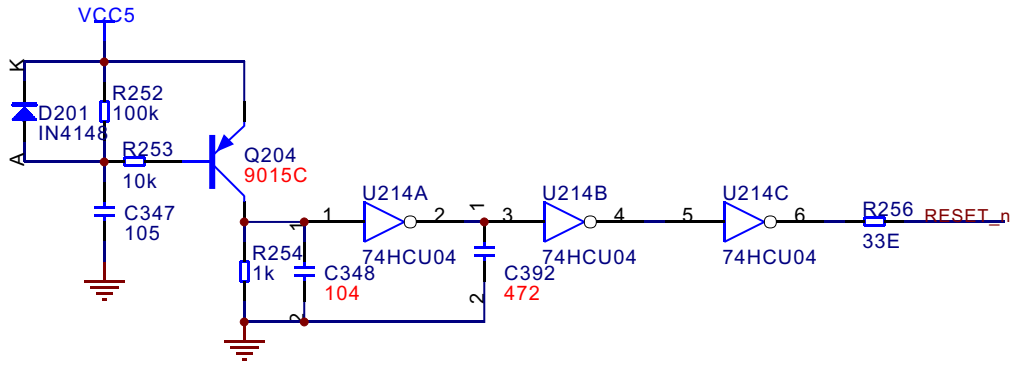 VCC5
K
R252
100k
D201
IN4148
A
R253
10k
Q204
9015C
C347
105
U214A
U214B
U214C
1
2
1
3
4
5
6
R256
RESET_n
33E
1
74HCU04
74HCU04
74HCU04
R254
1k
C348
104
C392
472
2
2